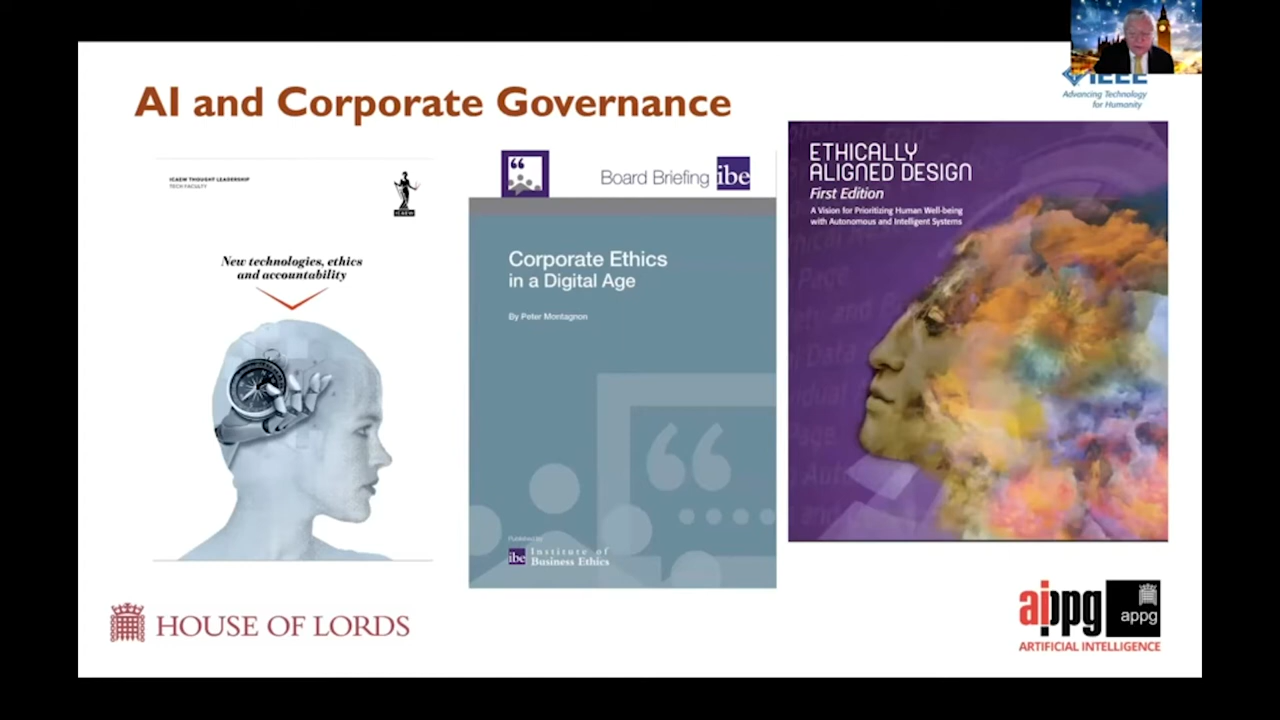 AI and Corporate Governance
IEEE
Advancing Technology
for Humanity
ICAEW THOUGHT LEADERSHIP
TECH FACULTY
ICAEW
New technologies, ethics
and accountability
Board Briefing ibe
Corporate Ethics
in a Digital Age
By Peter Montagnon
Published by
ibe Institute of
Business Ethics
ETHICALLY
ALIGNED DESIGN
First Edition
A Vision for Prioritizing Human Well-being
with Autonomous and Intelligent Systems
HOUSE OF LORDS
aippg appg
ARTIFICIAL INTELLIGENCE